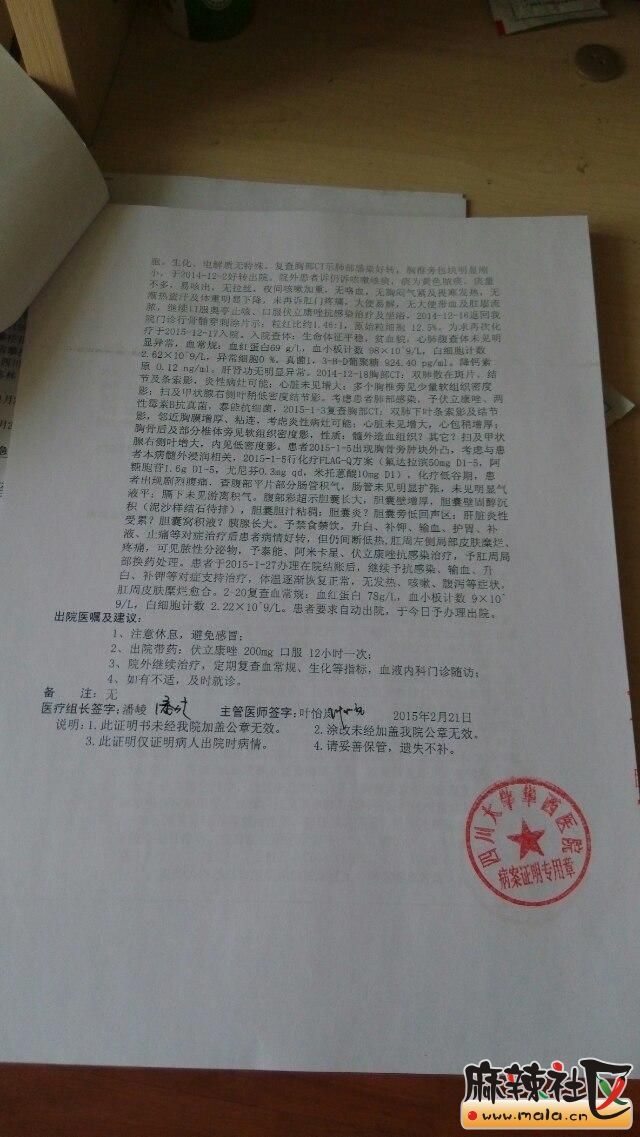 胞。生化、电解质无特殊。复查胸部CT示肺部感染好转，胸椎旁包块明显缩
小，于2014-12-2好转出院。院外患者诉仍诉咳嗽咳痰，痰为黄色脓痰，痰量
不多，易咳出，无拉丝，夜间咳嗽加重，无咯血，无胸闷气紧及畏寒发热，无
潮热盗汗及体重明显下降，未再诉肛门疼痛，大便易解，无大便带血及肛瘘流
脓，继续口服奥亭止咳、口服伏立康唑抗感染治疗及坐浴。2014-12-16返回我
院门诊行骨髓穿刺涂片示：粒红比约1.46:1，原始粒细胞 12.5%。为求再次化
疗于2015-12-17入院。入院查体：生命体征平稳，贫血貌，心肺腹查体未见明
显异常，血常规：血红蛋白69 g/L，血小板计数 98×10^9/L，白细胞计数
2.62×10^9/L，异常细胞0 %。真菌1，3-B-D葡聚糖 924.40 pg/ml。降钙素
原 0.12 ng/ml。肝肾功无明显异常。2014-12-18胸部CT：双肺散在斑片、结
节及条索影，炎性病灶可能；心脏未见增大；多个胸椎旁见少量软组织密度
影；扫及甲状腺右侧叶稍低密度结节影。考虑患者肺部感染，予伏立康唑、两
性霉素B抗真菌，泰能抗细菌，2015-1-3复查胸部CT：双肺下叶条索影及结节
影，邻近胸膜增厚、粘连，考虑炎性病灶可能；心脏未见增大，心包稍增厚；
胸骨后及部分椎体旁见软组织密度影，性质：髓外造血组织？其它？扫及甲状
腺右侧叶增大，内见低密度影。患者2015-1-5出现胸骨旁肿块外凸，考虑与患
者本病髓外浸润相关，2015-1-5行化疗FLAG-Q方案（氟达拉滨50mg D1-5，阿
糖胞苷1.6g D1-5，尤尼芬0.3mg qd，米托蒽醌10mg D1），化疗低谷期，患
者出现剧烈腹痛，查腹部平片部分肠管积气，肠管未见明显扩张，未见明显气
液平；膈下未见游离积气。腹部彩超示胆囊长大，胆囊壁增厚，胆囊壁胆固醇沉
积（泥沙样结石待排），胆囊胆汁粘稠：胆囊炎？胆囊旁低回声区：肝脏炎性
受累？胆囊窝积液？胰腺长大。予禁食禁饮，升白、补钾、输血、护胃、补
液、止痛等对症治疗后患者病情好转，但仍间断低热，肛周左侧局部皮肤糜烂、
疼痛，可见脓性分泌物，予泰能、阿米卡星、伏立康唑抗感染治疗，予肛周局
部换药处理。患者于2015-1-27办理在院结账后，继续予抗感染、输血、升
白、补钾等对症支持治疗，体温逐渐恢复正常，无发热、咳嗽、腹泻等症状，
肛周皮肤糜烂愈合。2-20复查血常规：血红蛋白 78g/L，血小板计数 9×10^
9/L，白细胞计数 2.22×10^9/L。患者要求自动出院，于今日予办理出院。
出院医嘱及建议：
1、注意休息，避免感冒；
2、出院带药：伏立康唑 200mg 口服 12小时一次；
3、院外继续治疗，定期复查血常规、生化等指标，血液内科门诊随访；
4、如有不适，及时就诊。
备　　注：无
医疗组长签字：潘崚　　主管医师签字：叶怡岚　　2015年2月21日
说明：1.此证明书未经我院加盖公章无效。　　2.涂改未经加盖我院公章无效。
3.此证明仅证明病人出院时病情。　　4.请妥善保管，遗失不补。
四川大学华西医院
病案证明专用章
麻辣社区
www.mala.cn